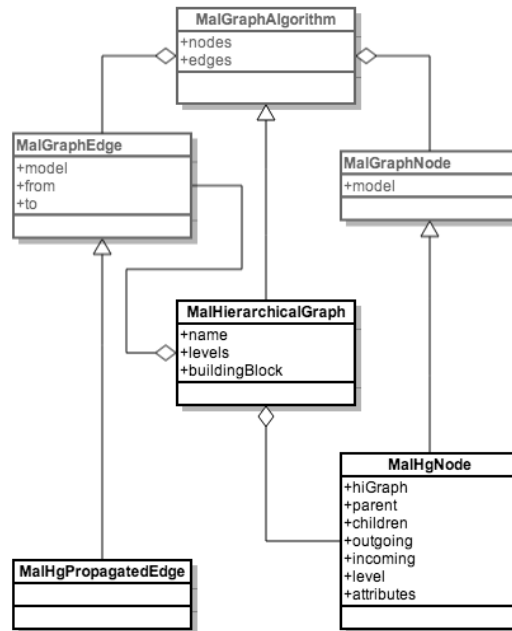 MalGraphAlgorithm
+nodes
+edges
MalGraphEdge
+model
+from
+to
MalGraphNode
+model
MalHierarchicalGraph
+name
+levels
+buildingBlock
MalHgNode
+hiGraph
+parent
+children
+outgoing
+incoming
+level
+attributes
MalHgPropagatedEdge